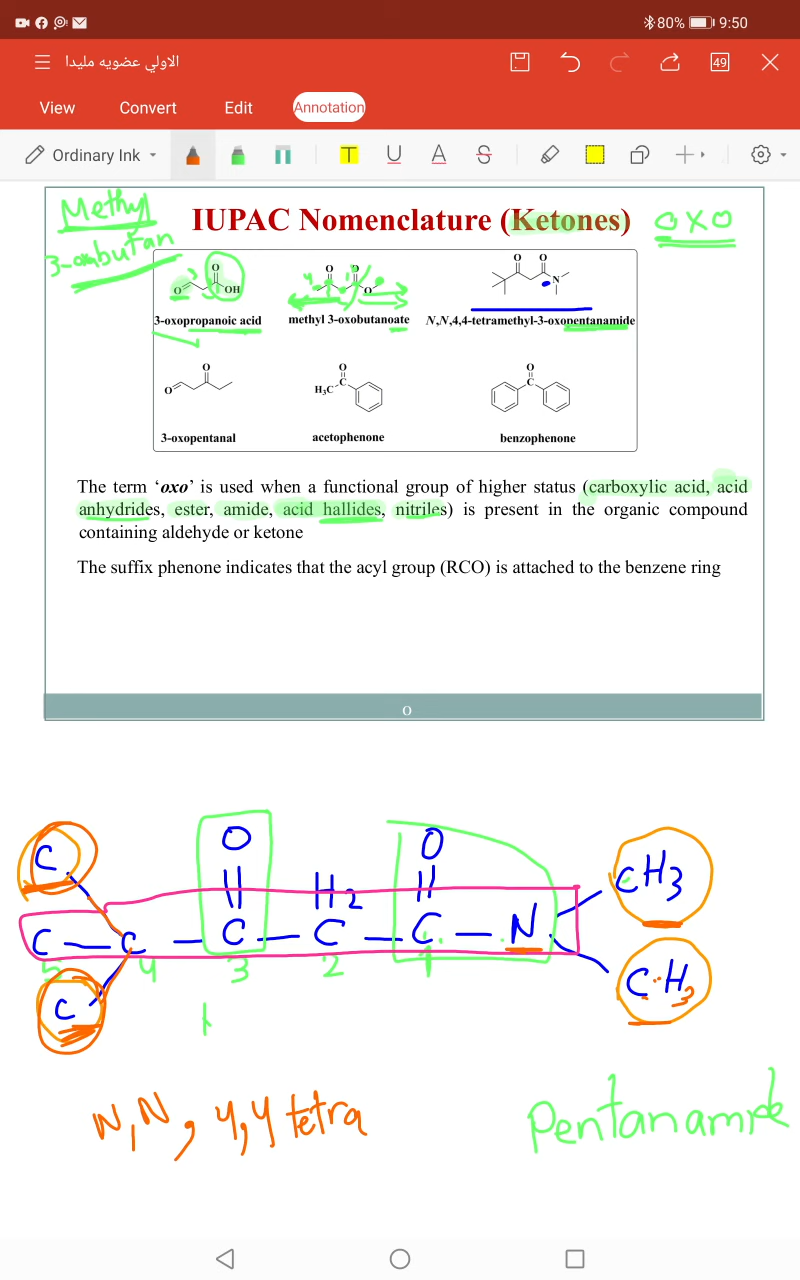 80% 9:50
الاولي عضويه مليدا
49
View Convert Edit Annotation
Ordinary Ink T U A S
Methyl
IUPAC Nomenclature (Ketones) OXO
O O OH
O O O
O O N
3-oxopropanoic acid methyl 3-oxobutanoate N,N,4,4-tetramethyl-3-oxopentanamide
O O
O H₃C C
O C
3-oxopentanal acetophenone benzophenone
The term ‘oxo’ is used when a functional group of higher status (carboxylic acid, acid
anhydrides, ester, amide, acid hallides, nitriles) is present in the organic compound
containing aldehyde or ketone
The suffix phenone indicates that the acyl group (RCO) is attached to the benzene ring
O
C O H2 O CH3
C C C C C N
5 4 3 2 1
C CH3
N,N, 4,4 tetra Pentanamide